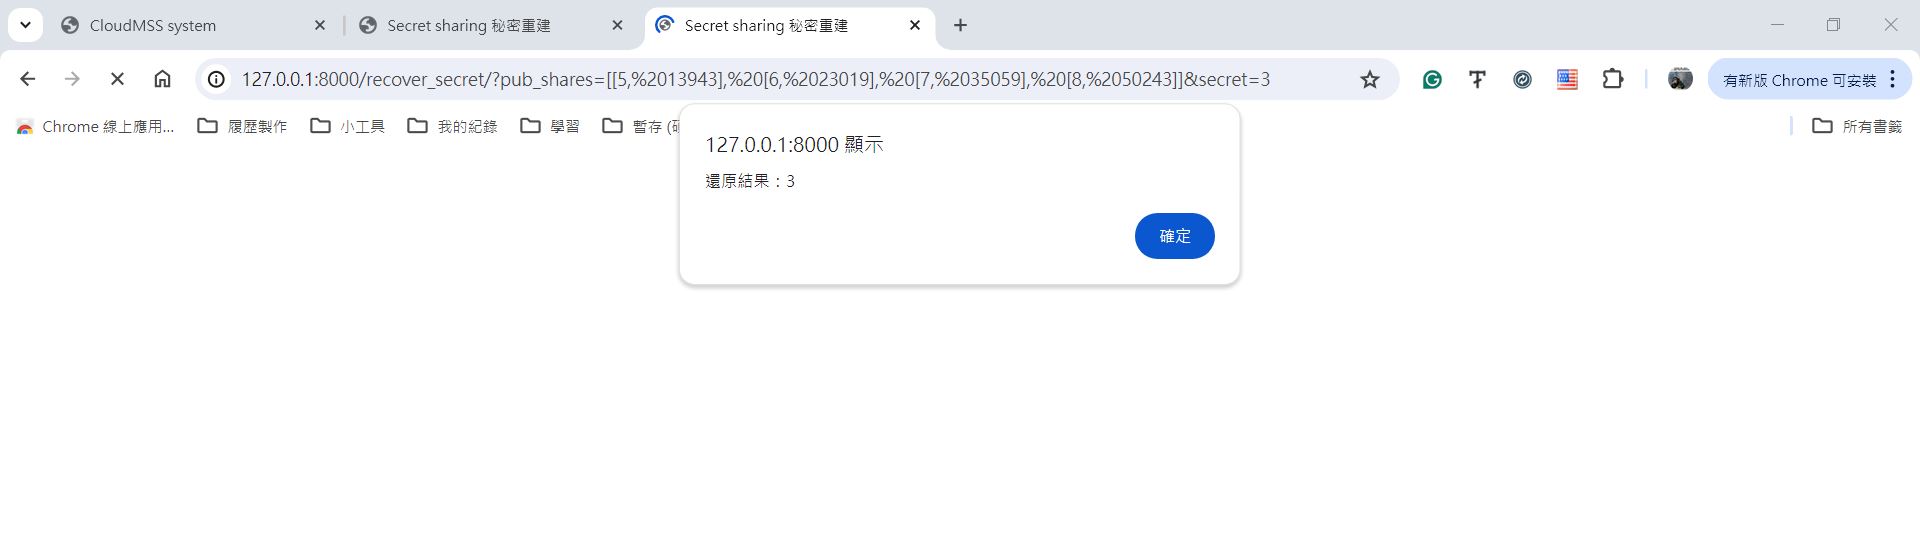 CloudMSS system
Secret sharing 秘密重建
Secret sharing 秘密重建
127.0.0.1:8000/recover_secret/?pub_shares=[[5,%2013943],%20[6,%2023019],%20[7,%2035059],%20[8,%2050243]]&secret=3
有新版 Chrome 可安裝
Chrome 線上應用...
履歷製作
小工具
我的紀錄
學習
暫存
所有書籤
127.0.0.1:8000 顯示
還原結果：3
確定